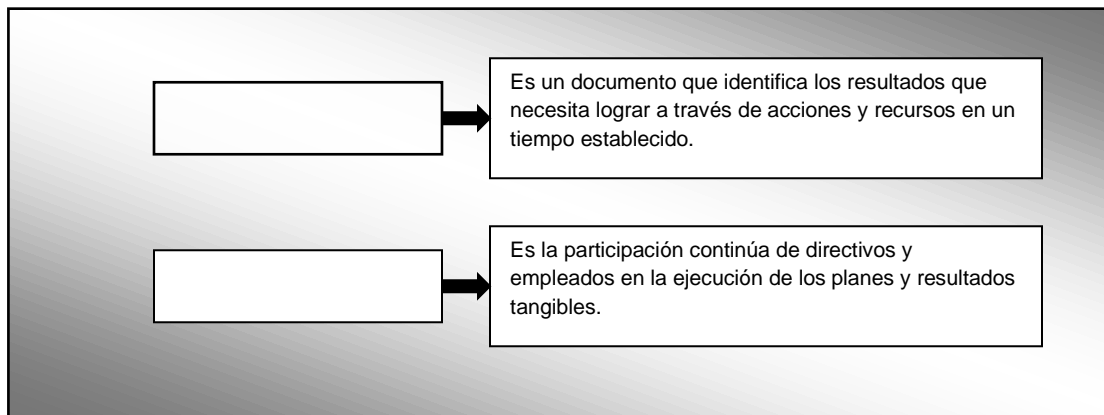 Es un documento que identifica los resultados que
necesita lograr a través de acciones y recursos en un
tiempo establecido.
Es la participación continúa de directivos y
empleados en la ejecución de los planes y resultados
tangibles.